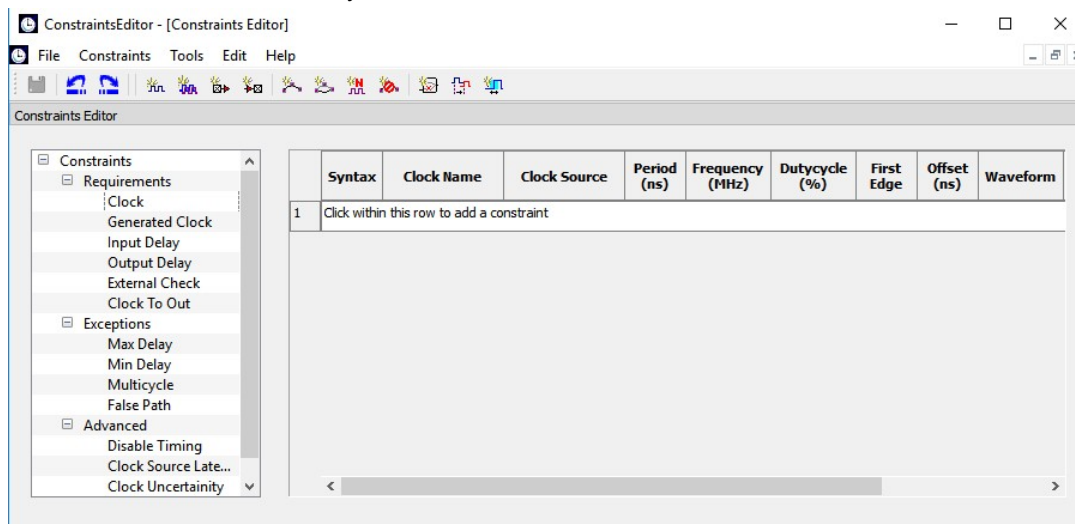 ConstraintsEditor - [Constraints Editor]
File Constraints Tools Edit Help
Constraints Editor
Constraints
Requirements
Clock
Generated Clock
Input Delay
Output Delay
External Check
Clock To Out
Exceptions
Max Delay
Min Delay
Multicycle
False Path
Advanced
Disable Timing
Clock Source Late...
Clock Uncertainity
Syntax Clock Name Clock Source Period (ns) Frequency (MHz) Dutycycle (%) First Edge Offset (ns) Waveform
1 Click within this row to add a constraint